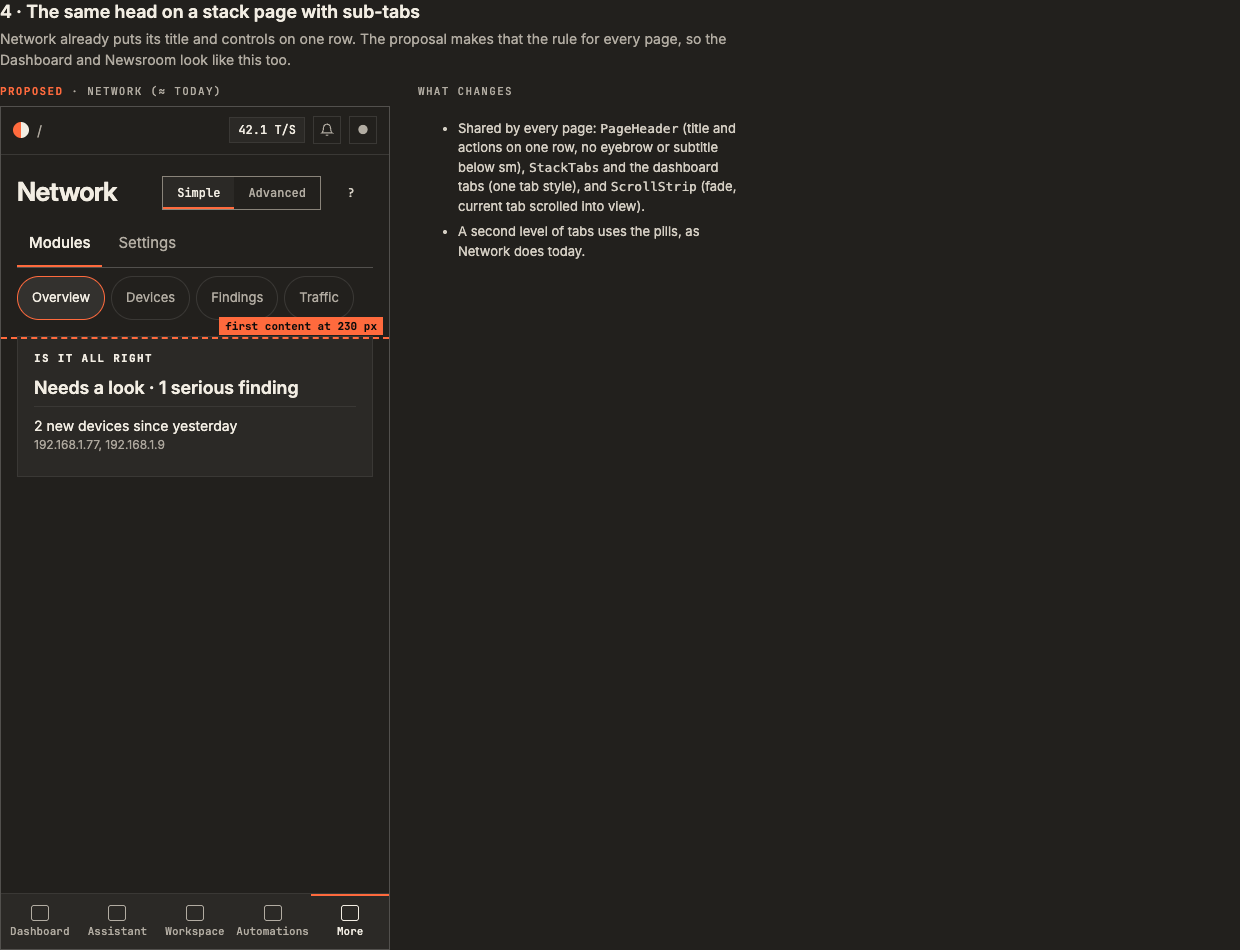 4 · The same head on a stack page with sub-tabs
Network already puts its title and controls on one row. The proposal makes that the rule for every page, so the
Dashboard and Newsroom look like this too.
PROPOSED · NETWORK (≈ TODAY)
/
42.1 T/S
Network
Simple
Advanced
?
Modules
Settings
Overview
Devices
Findings
Traffic
first content at 230 px
IS IT ALL RIGHT
Needs a look · 1 serious finding
2 new devices since yesterday
192.168.1.77, 192.168.1.9
Dashboard
Assistant
Workspace
Automations
More
WHAT CHANGES
• Shared by every page: PageHeader (title and
actions on one row, no eyebrow or subtitle
below sm), StackTabs and the dashboard
tabs (one tab style), and ScrollStrip (fade,
current tab scrolled into view).
• A second level of tabs uses the pills, as
Network does today.